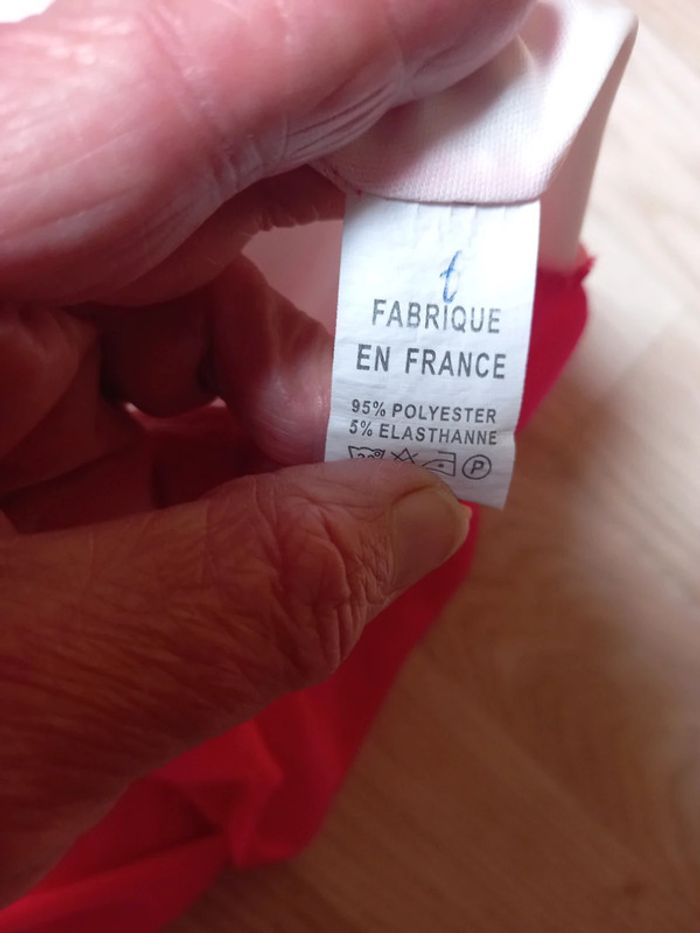 t
FABRIQUE
EN FRANCE
95% POLYESTER
5% ELASTHANNE
P